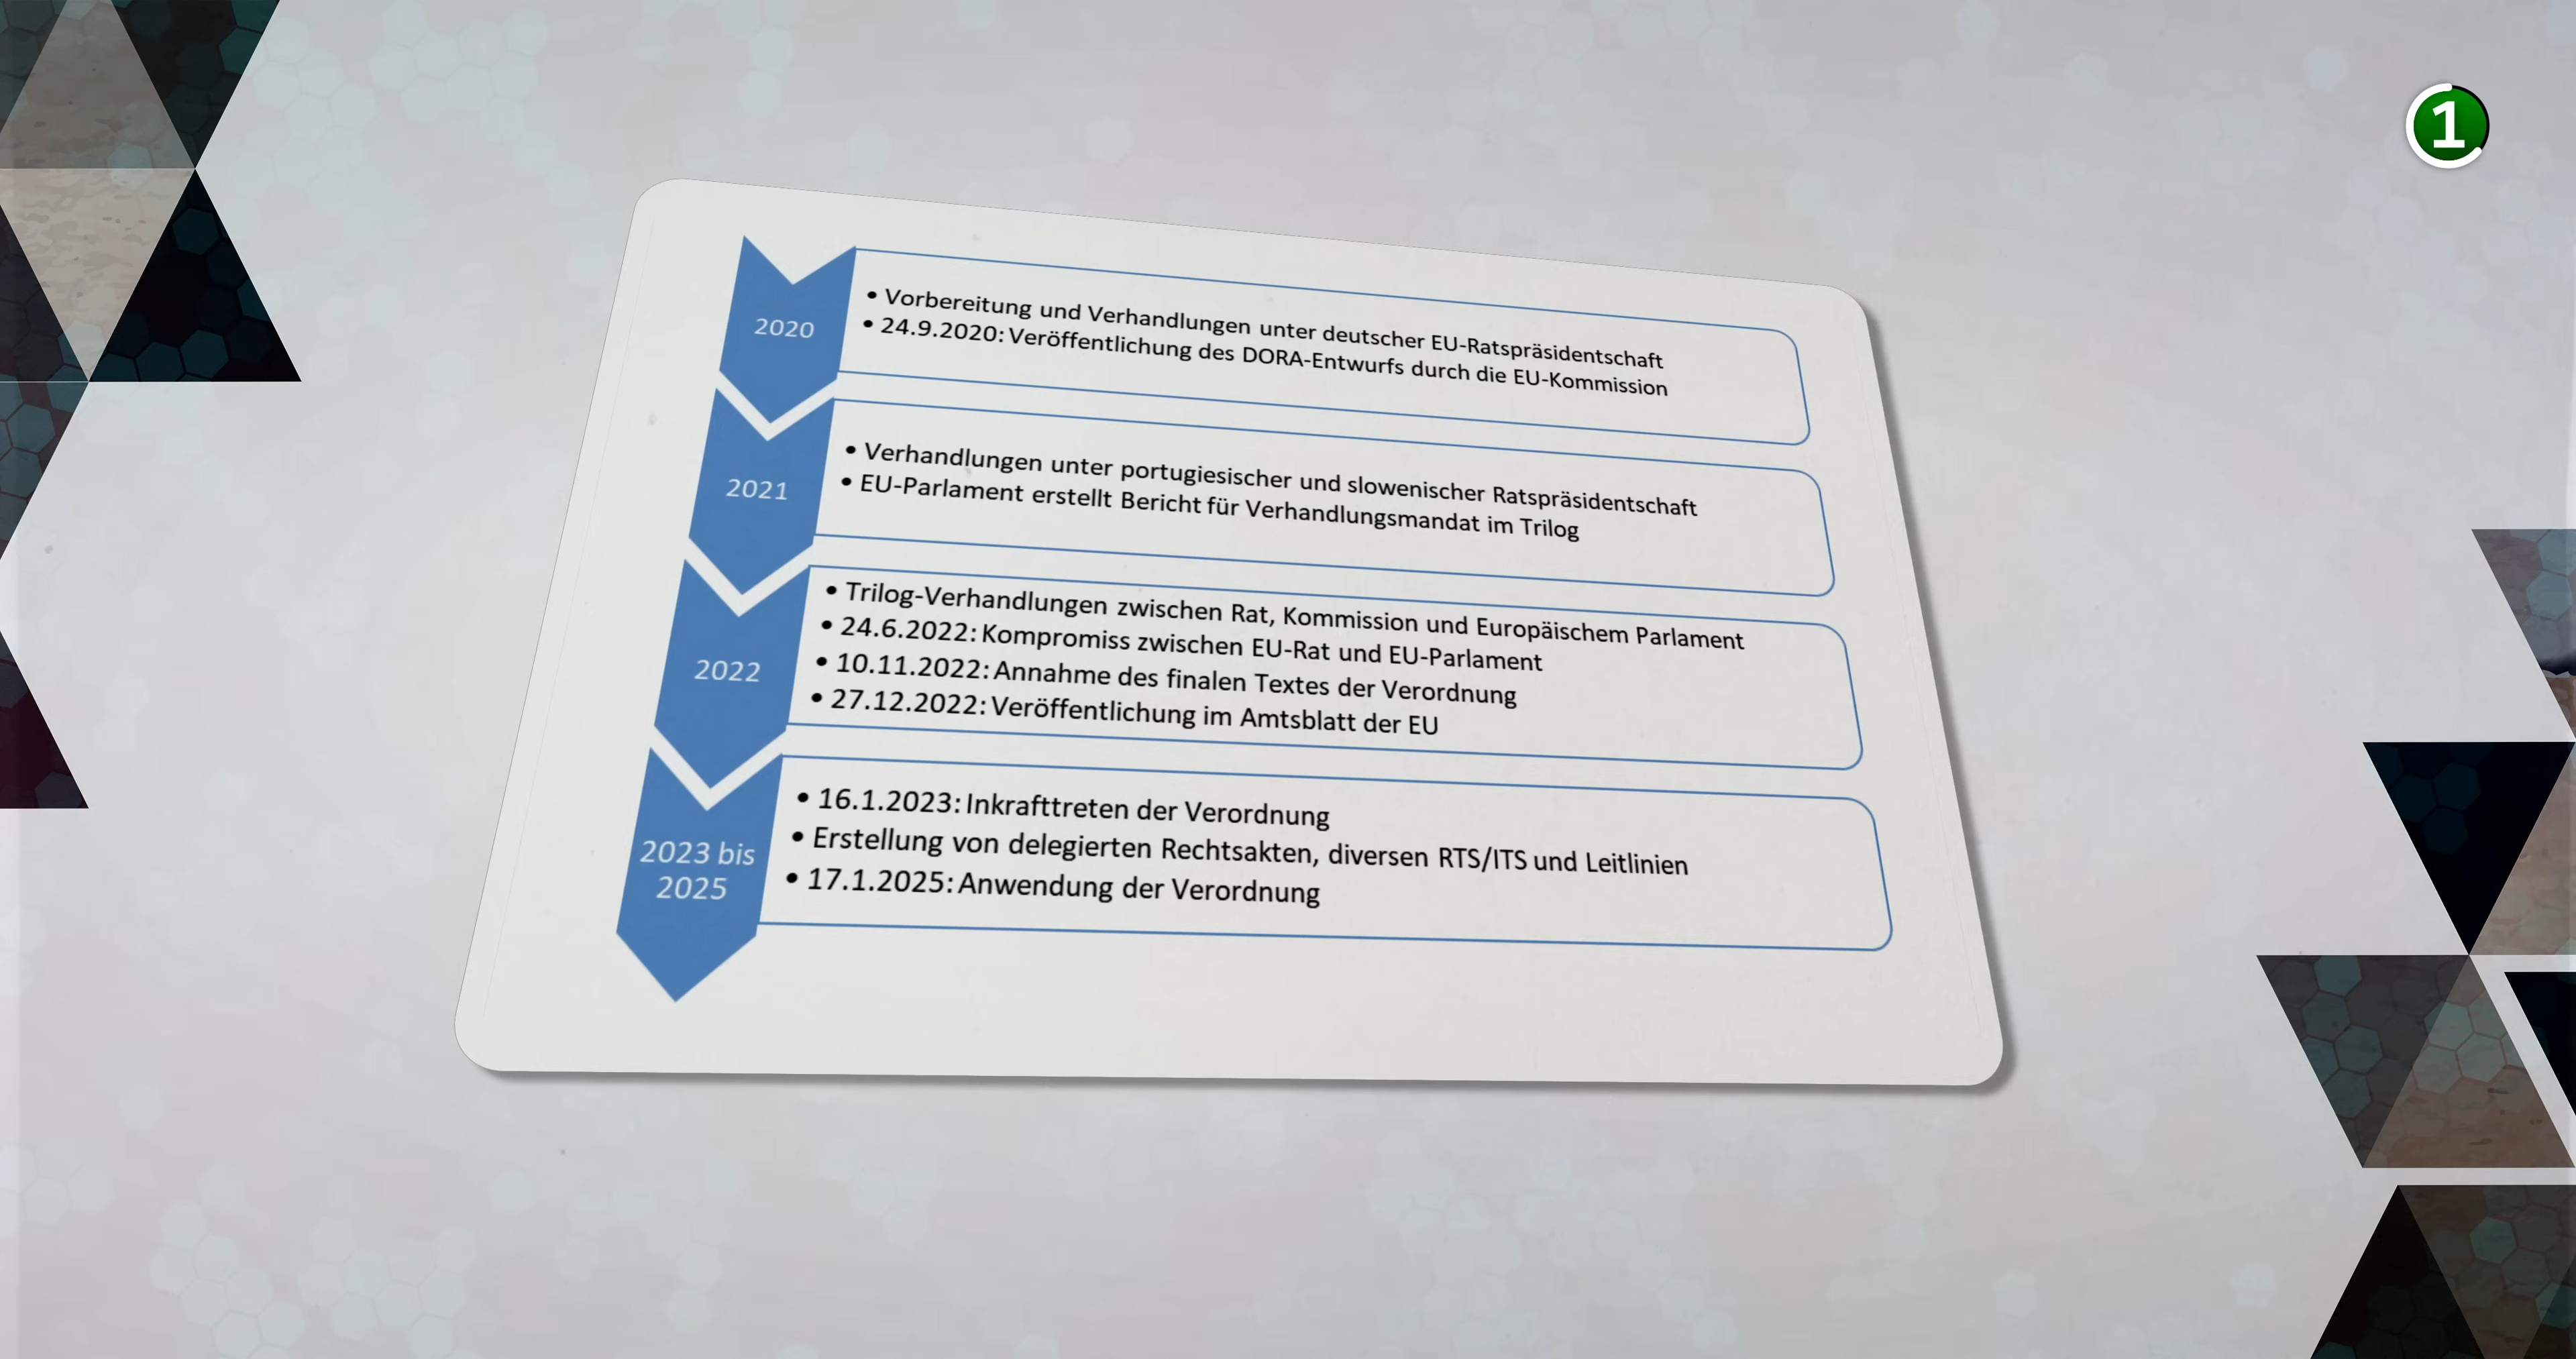 1
2020
• Vorbereitung und Verhandlungen unter deutscher EU-Ratspräsidentschaft
• 24.9.2020: Veröffentlichung des DORA-Entwurfs durch die EU-Kommission
2021
• Verhandlungen unter portugiesischer und slowenischer Ratspräsidentschaft
• EU-Parlament erstellt Bericht für Verhandlungsmandat im Trilog
2022
• Trilog-Verhandlungen zwischen Rat, Kommission und Europäischem Parlament
• 24.6.2022: Kompromiss zwischen EU-Rat und EU-Parlament
• 10.11.2022: Annahme des finalen Textes der Verordnung
• 27.12.2022: Veröffentlichung im Amtsblatt der EU
2023 bis
2025
• 16.1.2023: Inkrafttreten der Verordnung
• Erstellung von delegierten Rechtsakten, diversen RTS/ITS und Leitlinien
• 17.1.2025: Anwendung der Verordnung